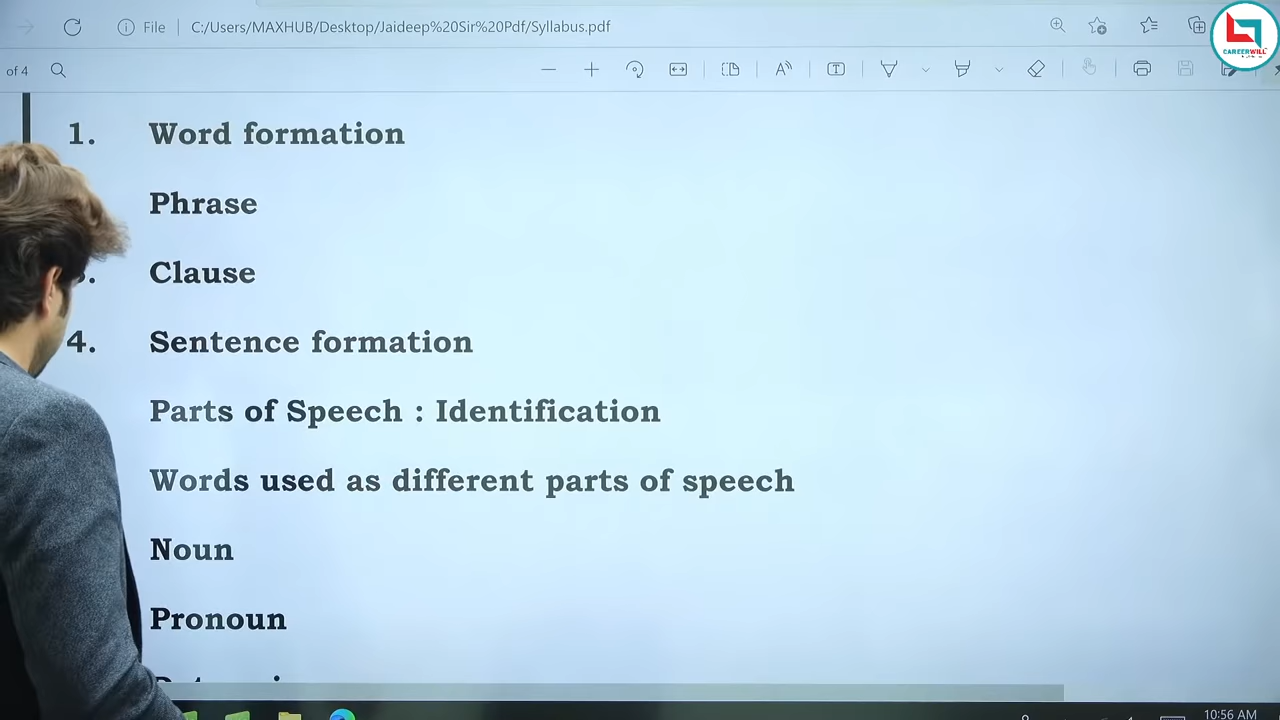 File C:/Users/MAXHUB/Desktop/Jaideep%20Sir%20Pdf/Syllabus.pdf
CAREERWILL
of 4
1. Word formation
Phrase
Clause
4. Sentence formation
Parts of Speech : Identification
Words used as different parts of speech
Noun
Pronoun
10:56 AM